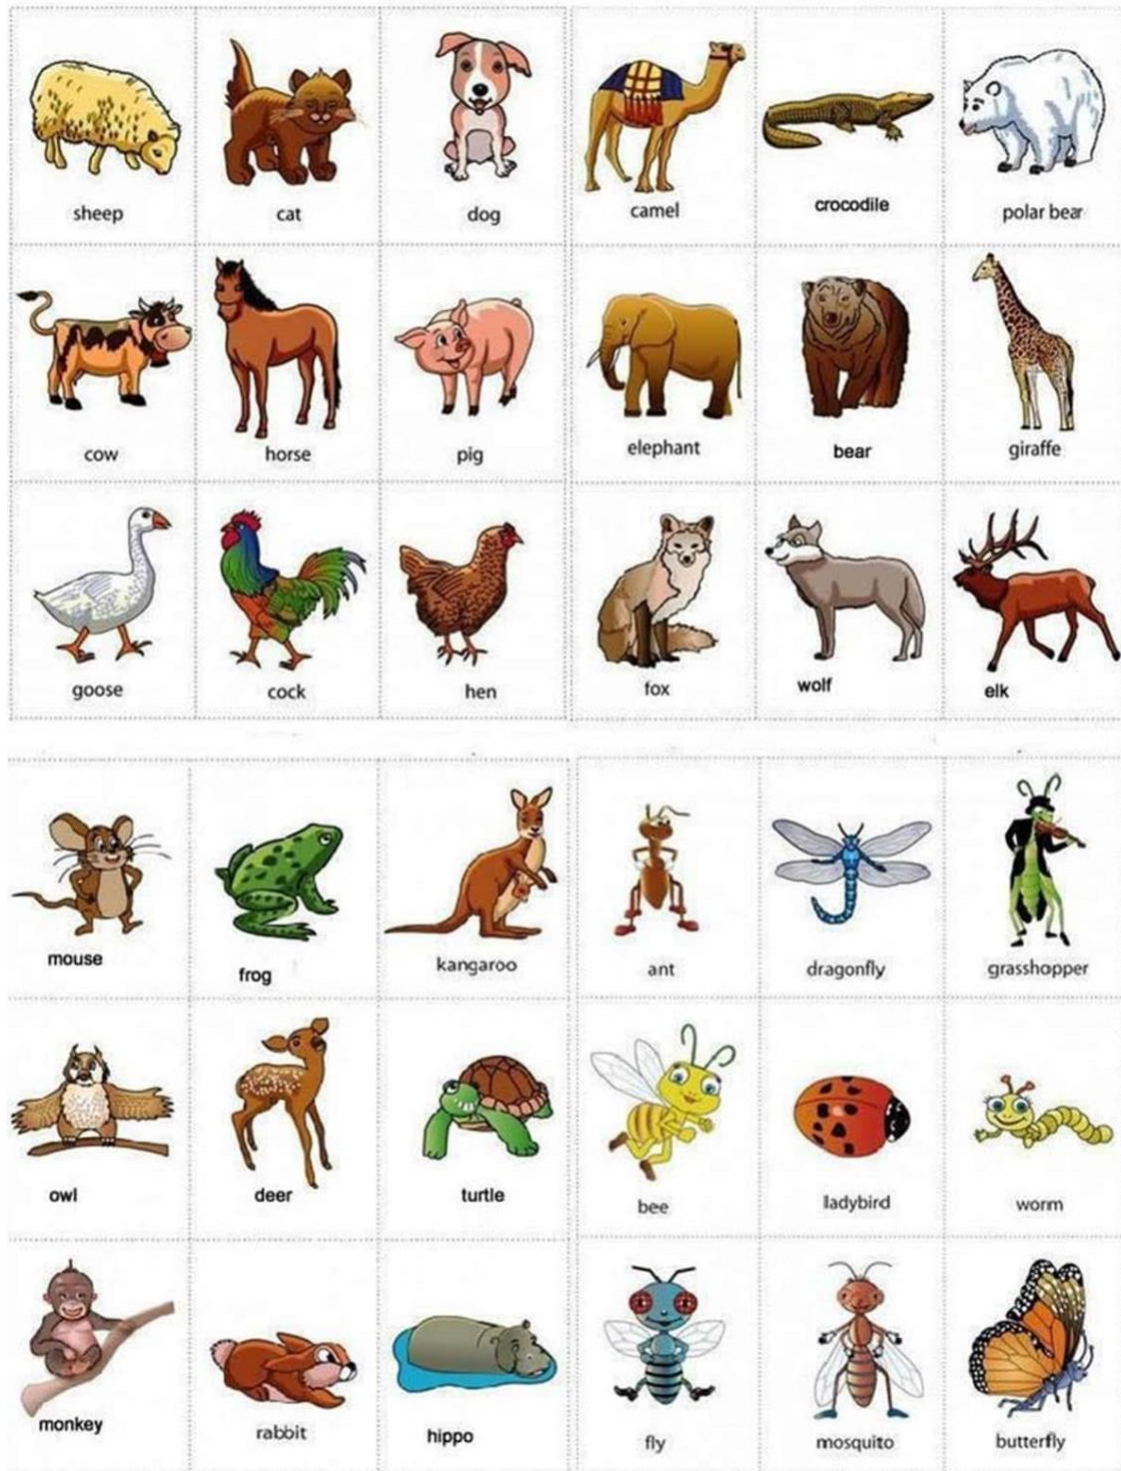 sheep
cat
dog
camel
crocodile
polar bear
cow
horse
pig
elephant
bear
giraffe
goose
cock
hen
fox
wolf
elk
mouse
frog
kangaroo
ant
dragonfly
grasshopper
owl
deer
turtle
bee
ladybird
worm
monkey
rabbit
hippo
fly
mosquito
butterfly